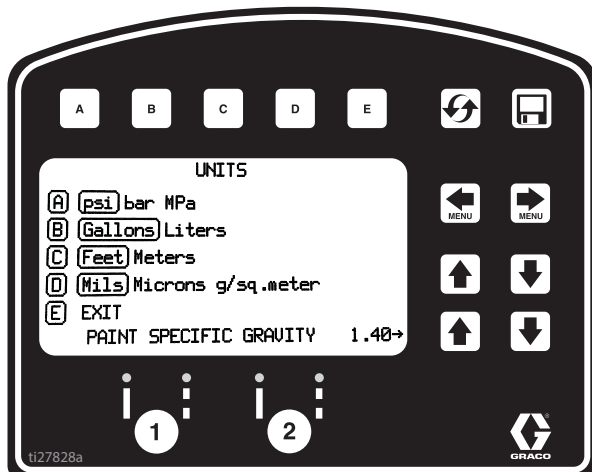 A B C D E
UNITS
A psi bar MPa
B Gallons Liters
C Feet Meters
D Mils Microns g/sq.meter
E EXIT
PAINT SPECIFIC GRAVITY 1.40→
MENU MENU
1 2
ti27828a
GRACO